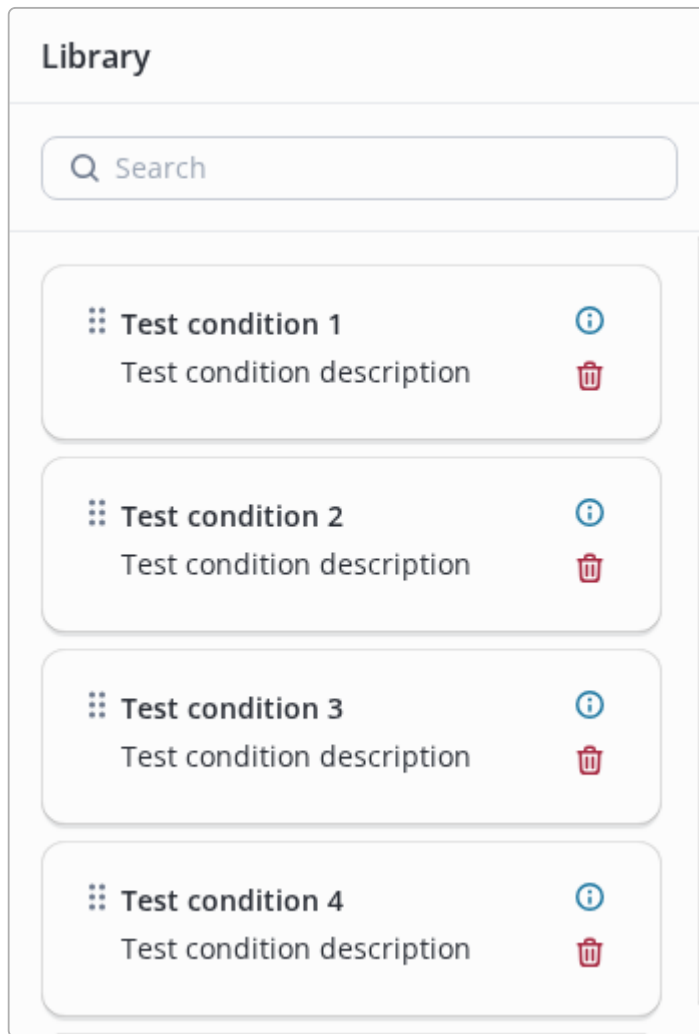 Library
Search
Test condition 1
Test condition description
Test condition 2
Test condition description
Test condition 3
Test condition description
Test condition 4
Test condition description